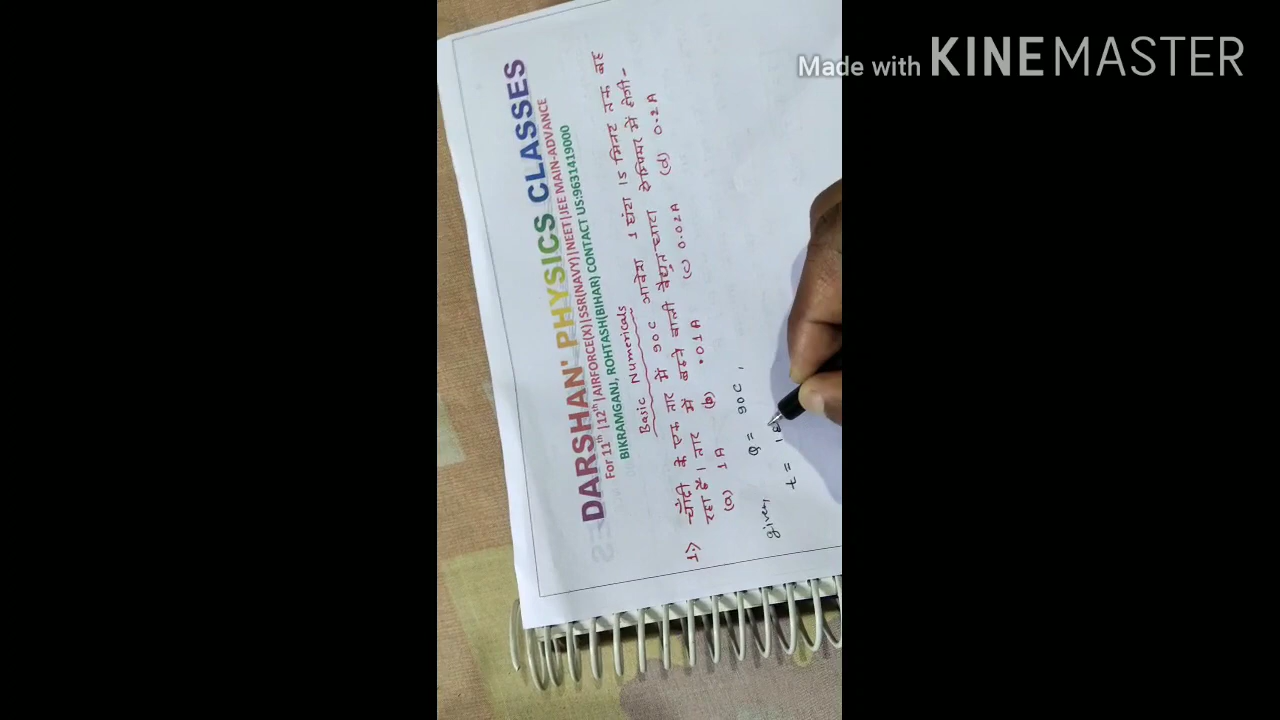 Made with KINEMASTER
DARSHAN' PHYSICS CLASSES
For 11th |12th |AIRFORCE(X)|SSR(NAVY)|NEET|JEE MAIN-ADVANCE
BIKRAMGANJ, ROHTASH(BIHAR) CONTACT US:9631419000
Basic Numericals
1.> चाँदी के एक तार में 90C आवेश 1 घंटा 15 मिनट तक बह
रहा है। तार में बहने वाली वैद्युत धारा ऐम्पियर में होगी-
(a) 1A (b) .01A (c) 0.02A (d) 0.2A
given, Q = 90C,
t = 1